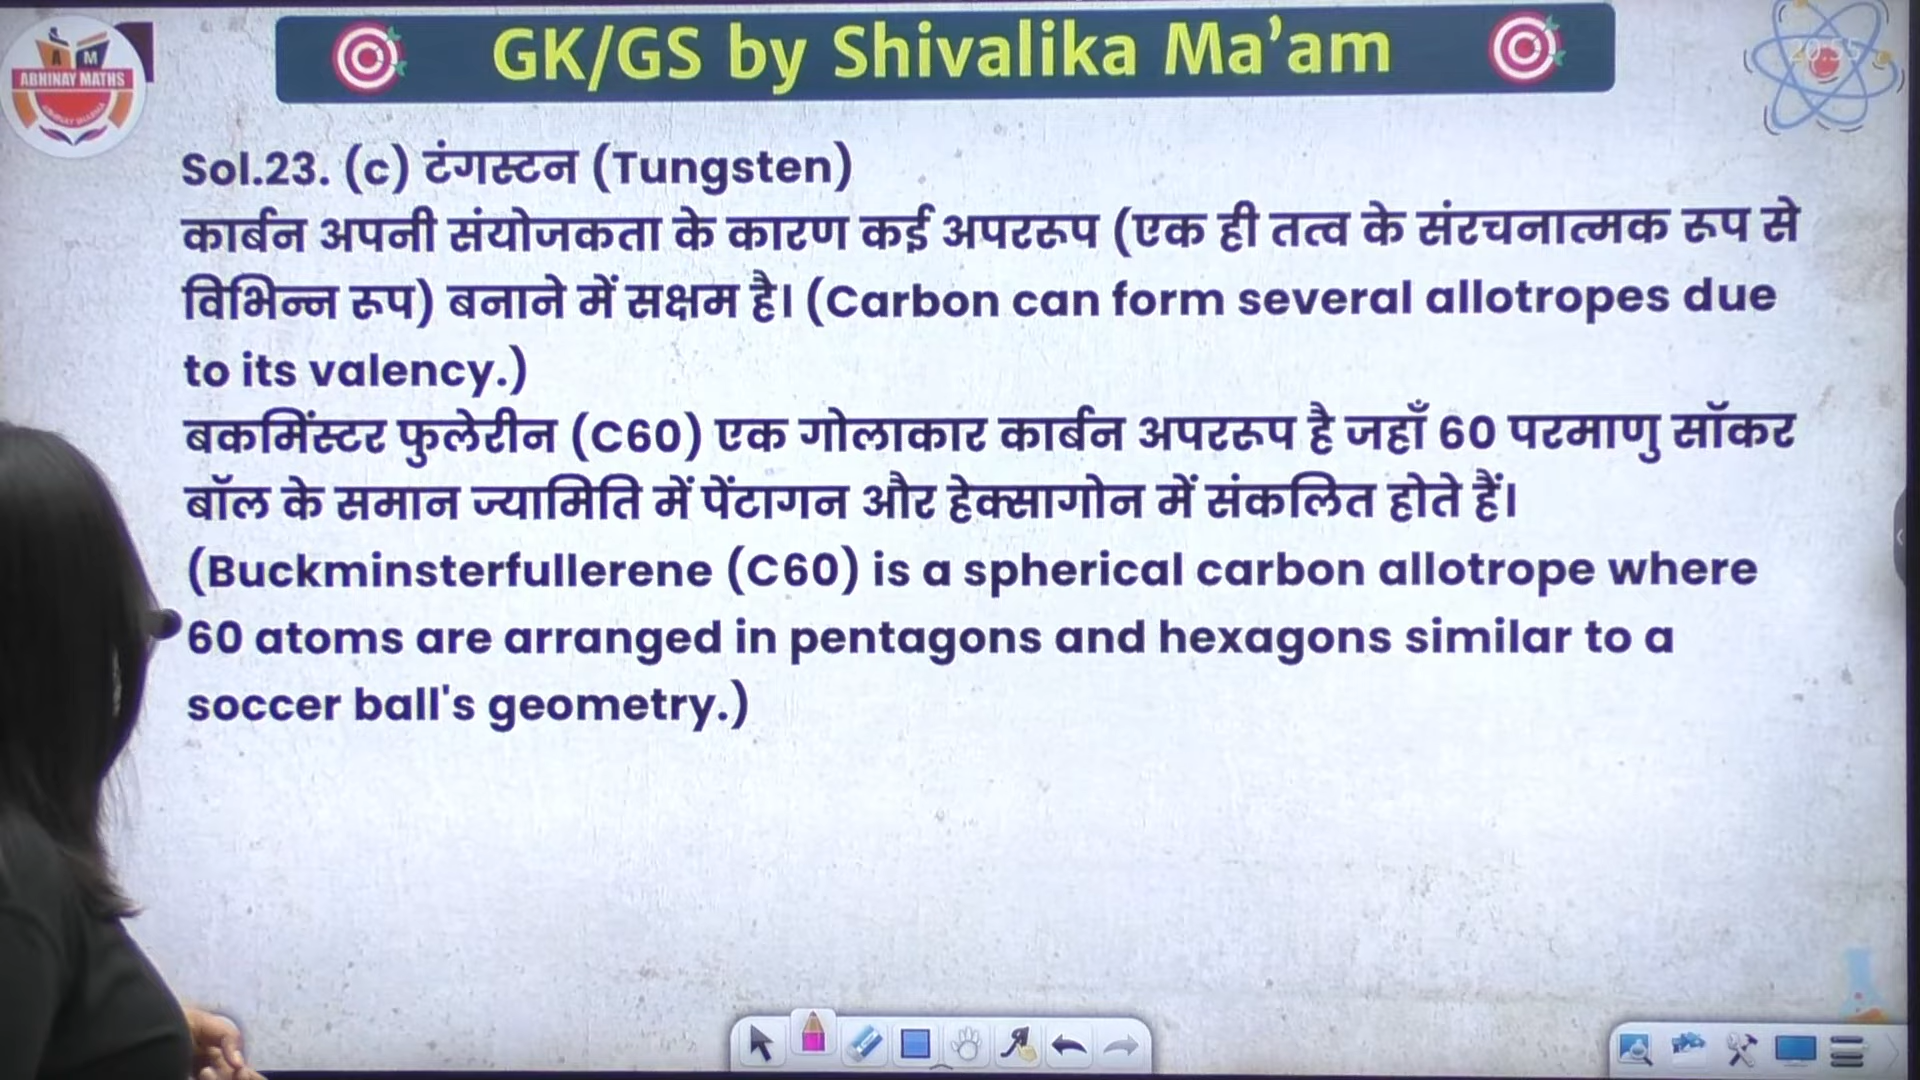 GK/GS by Shivalika Ma'am
A M
ABHINAY MATHS
20:55
Sol.23. (c) टंगस्टन (Tungsten)
कार्बन अपनी संयोजकता के कारण कई अपररूप (एक ही तत्व के संरचनात्मक रूप से
विभिन्न रूप) बनाने में सक्षम है। (Carbon can form several allotropes due
to its valency.)
बकमिंस्टर फुलेरीन (C60) एक गोलाकार कार्बन अपररूप है जहाँ 60 परमाणु सॉकर
बॉल के समान ज्यामिति में पेंटागन और हेक्सागोन में संकलित होते हैं।
(Buckminsterfullerene (C60) is a spherical carbon allotrope where
60 atoms are arranged in pentagons and hexagons similar to a
soccer ball's geometry.)